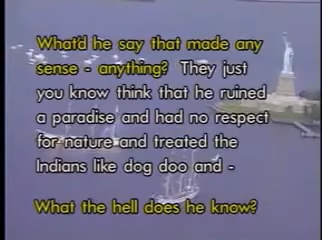 What'd he say that made any
sense - anything? They just
you know think that he ruined
a paradise and had no respect
for nature and treated the
Indians like dog doo and -
What the hell does he know?